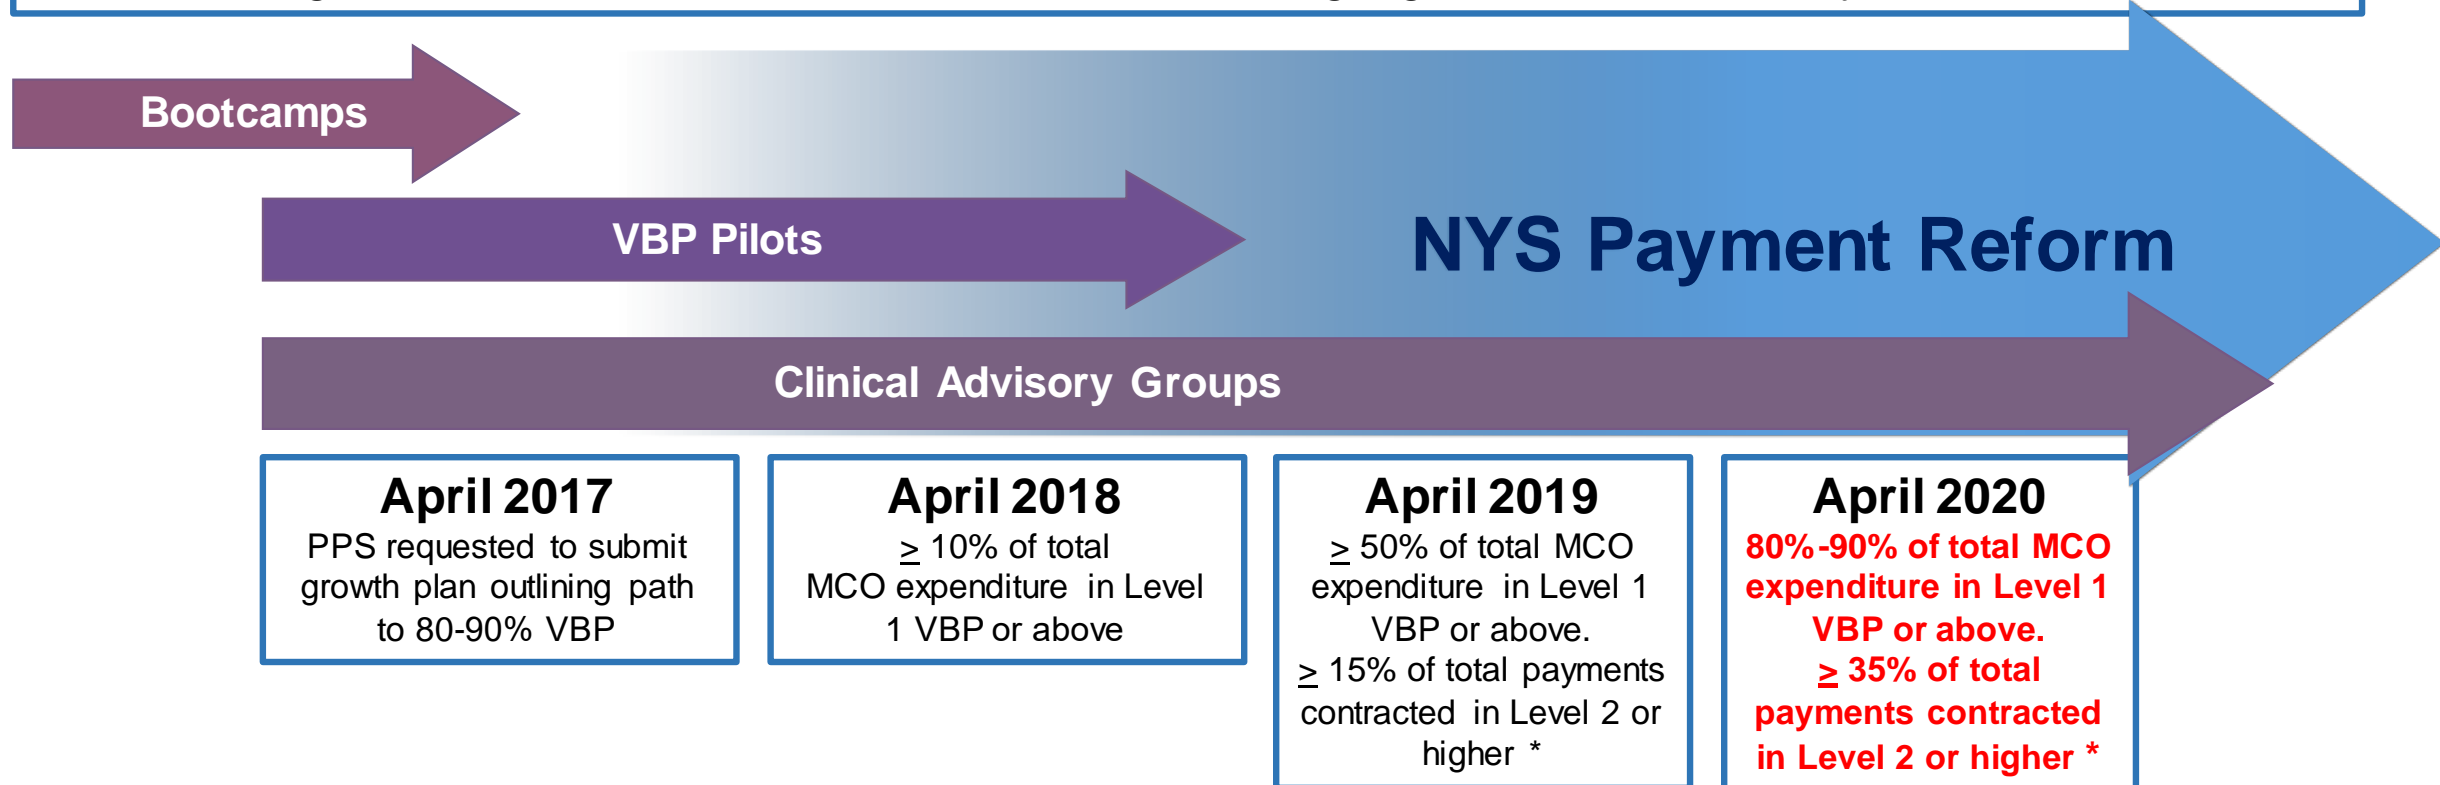 Bootcamps
VBP Pilots
NYS Payment Reform
Clinical Advisory Groups
April 2017
PPS requested to submit
growth plan outlining path
to 80-90% VBP
April 2018
≥ 10% of total
MCO expenditure in Level
1 VBP or above
April 2019
≥ 50% of total MCO
expenditure in Level 1
VBP or above.
≥ 15% of total payments
contracted in Level 2 or
higher *
April 2020
80%-90% of total MCO
expenditure in Level 1
VBP or above.
≥ 35% of total
payments contracted
in Level 2 or higher *